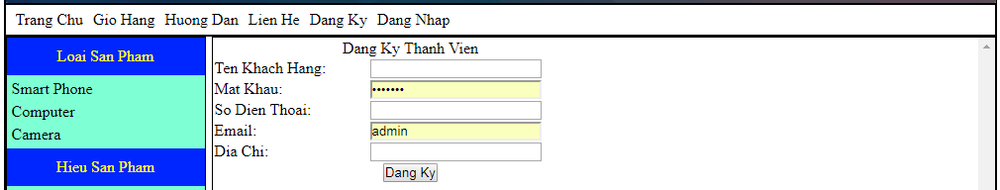 Trang Chu Gio Hang Huong Dan Lien He Dang Ky Dang Nhap
Loai San Pham
Smart Phone
Computer
Camera
Hieu San Pham
Dang Ky Thanh Vien
Ten Khach Hang:
Mat Khau: •••••••
So Dien Thoai:
Email: admin
Dia Chi:
Dang Ky